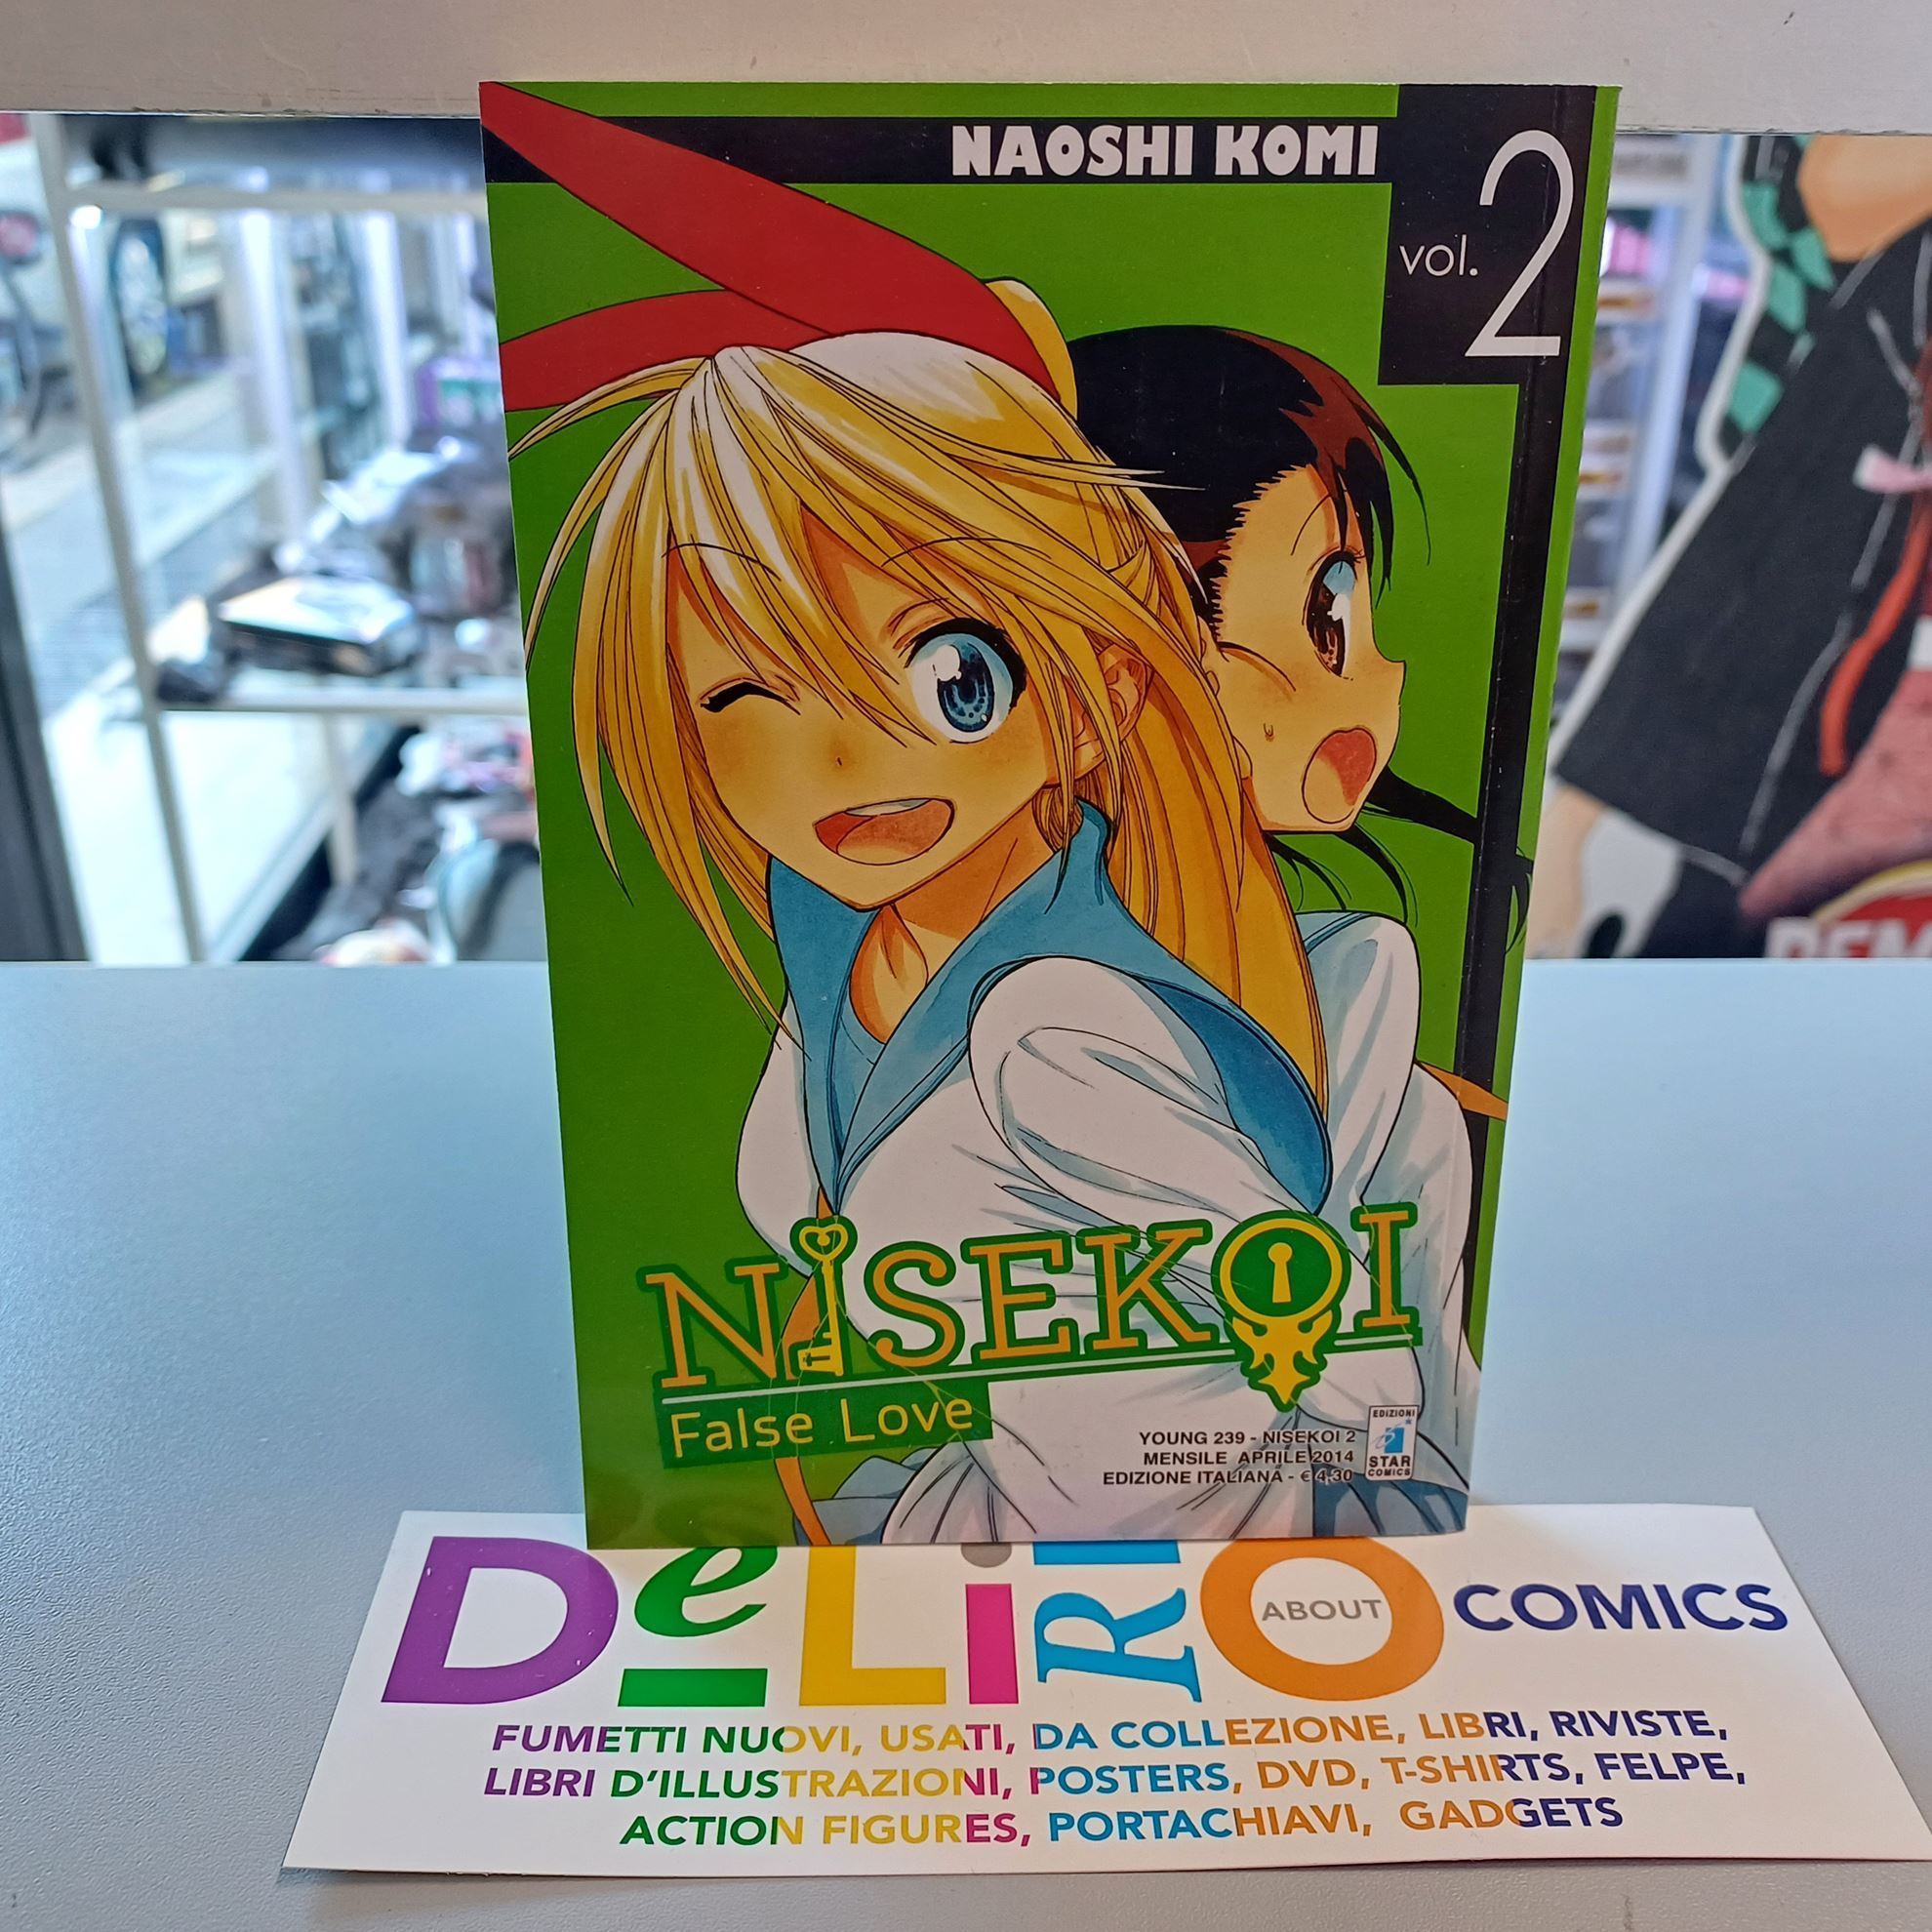 NAOSHI KOMI
vol. 2
NISEKOI
False Love
YOUNG 239 - NISEKOI 2
MENSILE APRILE 2014
EDIZIONE ITALIANA - € 4,30
EDIZIONI
STAR
COMICS
DeLiRiO
ABOUT
COMICS
FUMETTI NUOVI, USATI, DA COLLEZIONE, LIBRI, RIVISTE,
LIBRI D'ILLUSTRAZIONI, POSTERS, DVD, T-SHIRTS, FELPE,
ACTION FIGURES, PORTACHIAVI, GADGETS